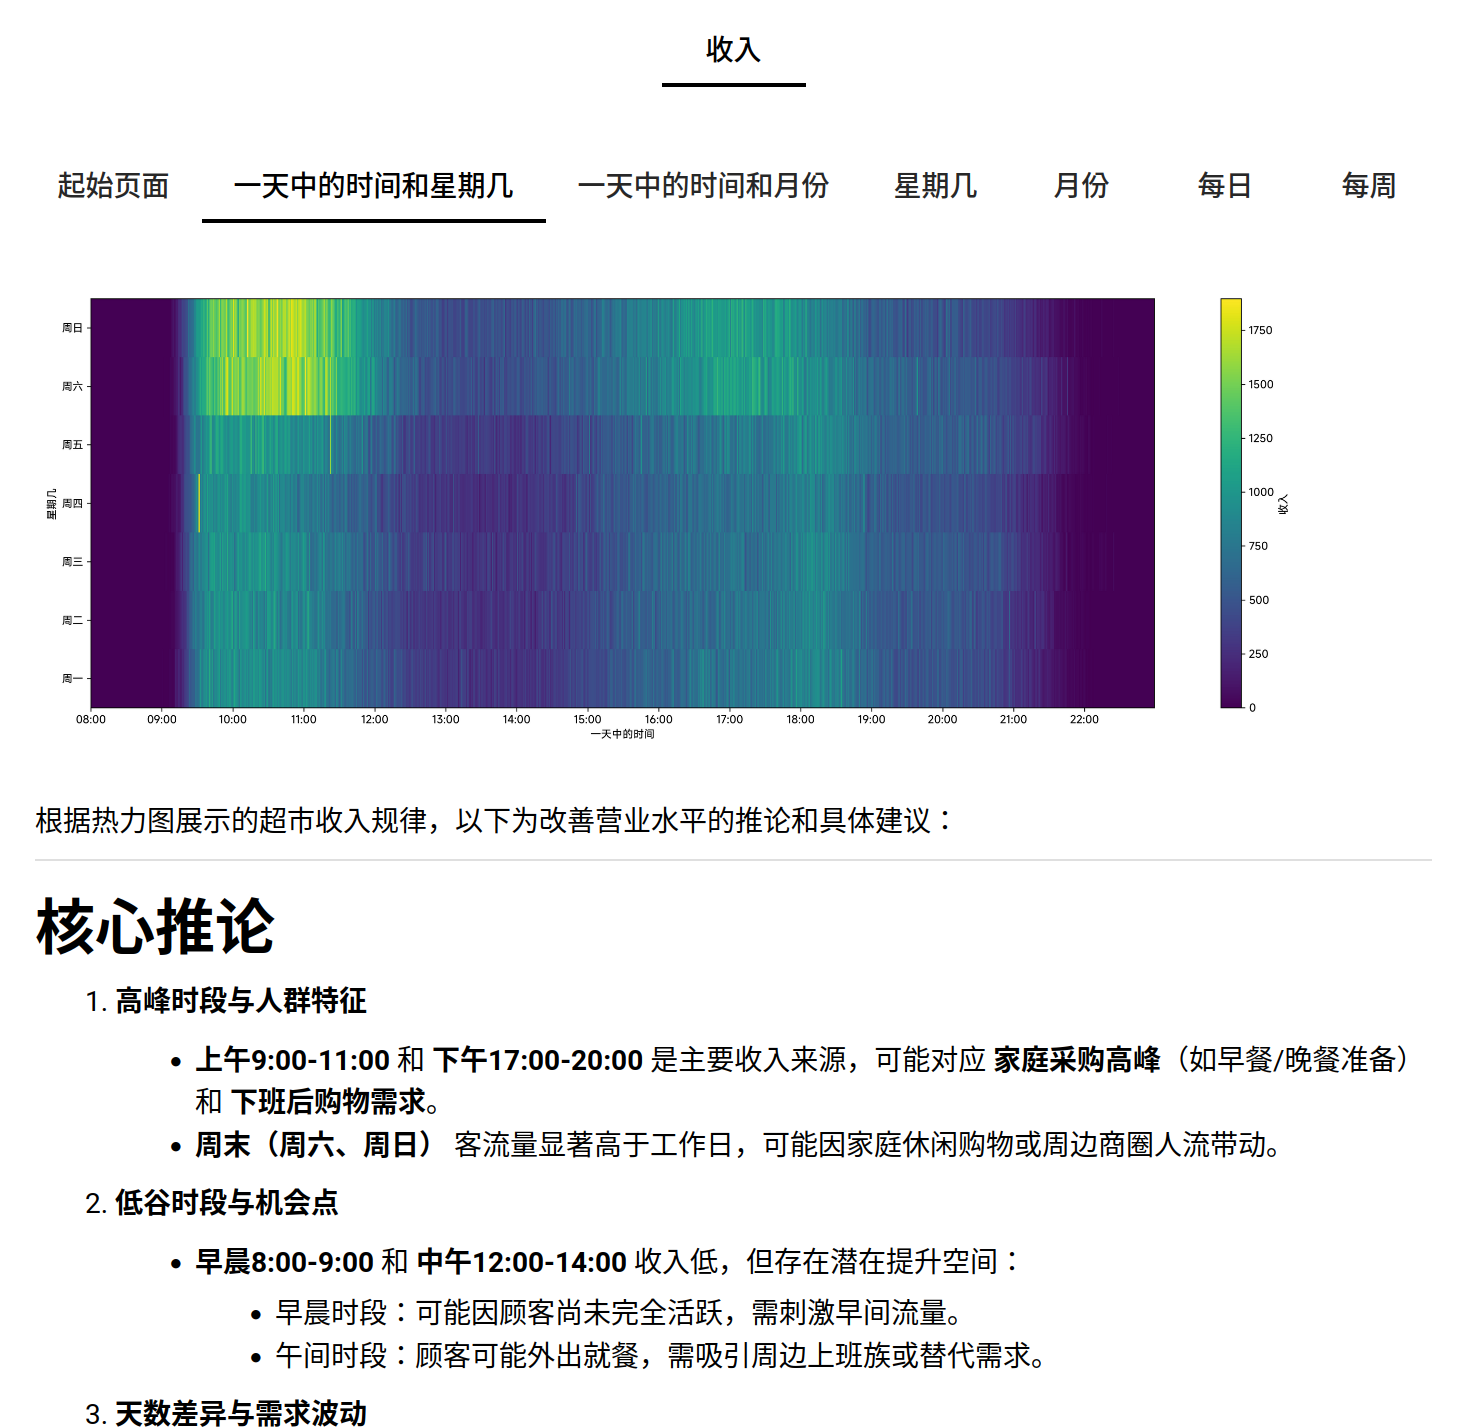 收入
起始页面 一天中的时间和星期几 一天中的时间和月份 星期几 月份 每日 每周
周日
周六
周五
周四
周三
周二
周一
星期几
08:00 09:00 10:00 11:00 12:00 13:00 14:00 15:00 16:00 17:00 18:00 19:00 20:00 21:00 22:00
一天中的时间
1750
1500
1250
1000
750
500
250
0
收入
根据热力图展示的超市收入规律，以下为改善营业水平的推论和具体建议：
核心推论
1. 高峰时段与人群特征
• 上午9:00-11:00 和 下午17:00-20:00 是主要收入来源，可能对应 家庭采购高峰（如早餐/晚餐准备）
和 下班后购物需求。
• 周末（周六、周日） 客流量显著高于工作日，可能因家庭休闲购物或周边商圈人流带动。
2. 低谷时段与机会点
• 早晨8:00-9:00 和 中午12:00-14:00 收入低，但存在潜在提升空间：
• 早晨时段：可能因顾客尚未完全活跃，需刺激早间流量。
• 午间时段：顾客可能外出就餐，需吸引周边上班族或替代需求。
3. 天数差异与需求波动